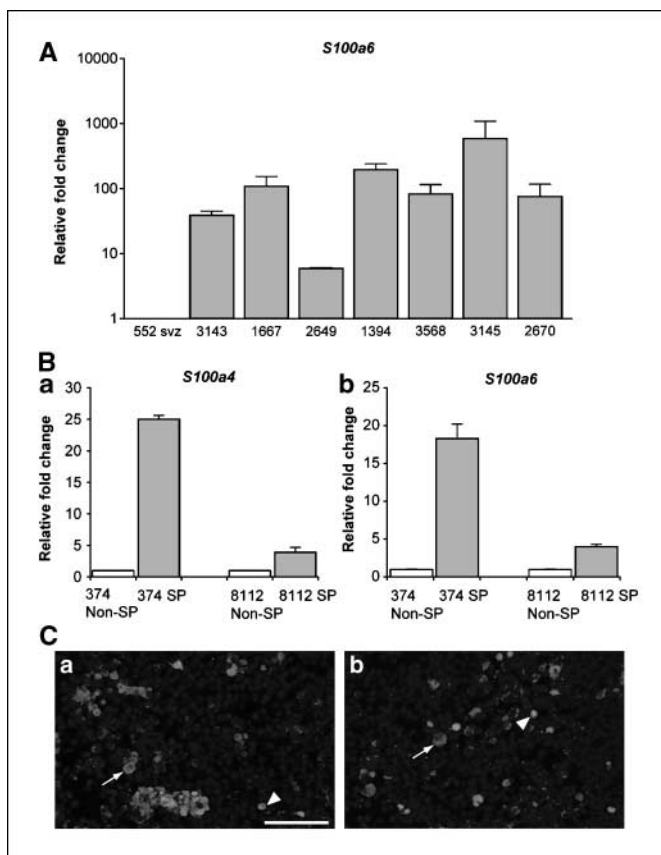 A
S100a6
Relative fold change
10000
1000
100
10
1
552 svz 3143 1667 2649 1394 3568 3145 2670
B
a
S100a4
Relative fold change
30
25
20
15
10
5
0
374 Non-SP
374 SP
8112 Non-SP
8112 SP
b
S100a6
Relative fold change
25
20
15
10
5
0
374 Non-SP
374 SP
8112 Non-SP
8112 SP
C
a
b